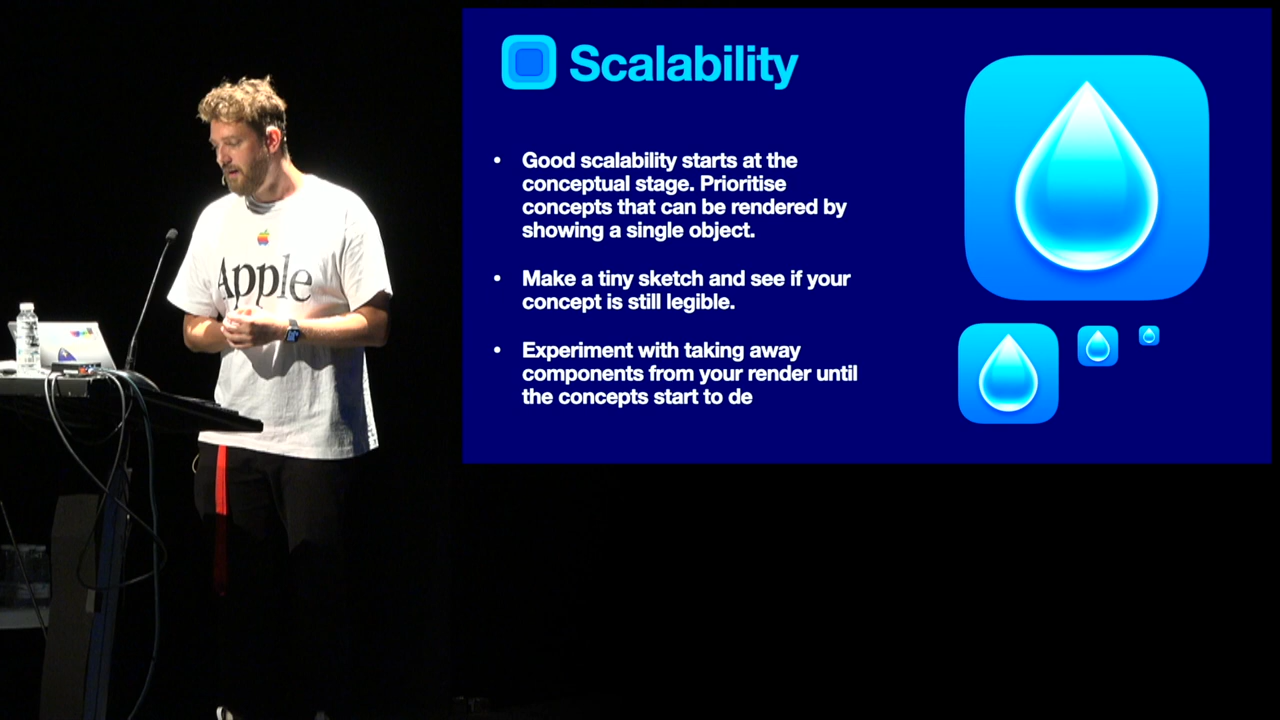 Scalability
• Good scalability starts at the
conceptual stage. Prioritise
concepts that can be rendered by
showing a single object.
• Make a tiny sketch and see if your
concept is still legible.
• Experiment with taking away
components from your render until
the concepts start to de
Apple